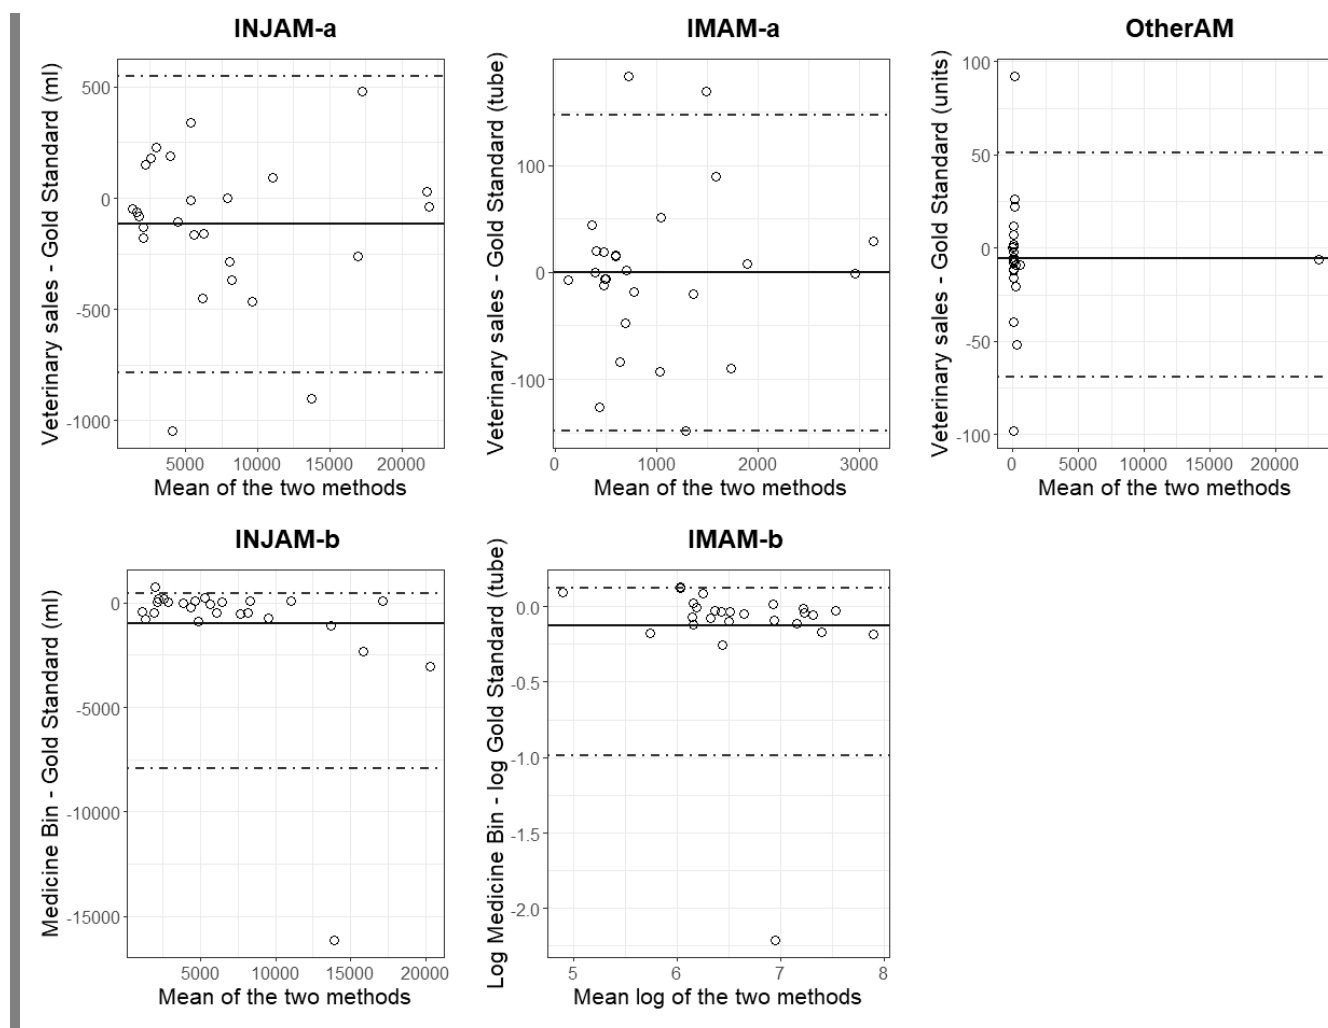 INJAM-a
Veterinary sales - Gold Standard (ml)
500
0
-500
-1000
5000 10000 15000 20000
Mean of the two methods
IMAM-a
Veterinary sales - Gold Standard (tube)
100
0
-100
0 1000 2000 3000
Mean of the two methods
OtherAM
Veterinary sales - Gold Standard (units)
100
50
0
-50
-100
0 5000 10000 15000 20000
Mean of the two methods
INJAM-b
Medicine Bin - Gold Standard (ml)
0
-5000
-10000
-15000
5000 10000 15000 20000
Mean of the two methods
IMAM-b
Log Medicine Bin - log Gold Standard (tube)
0.0
-0.5
-1.0
-1.5
-2.0
5 6 7 8
Mean log of the two methods